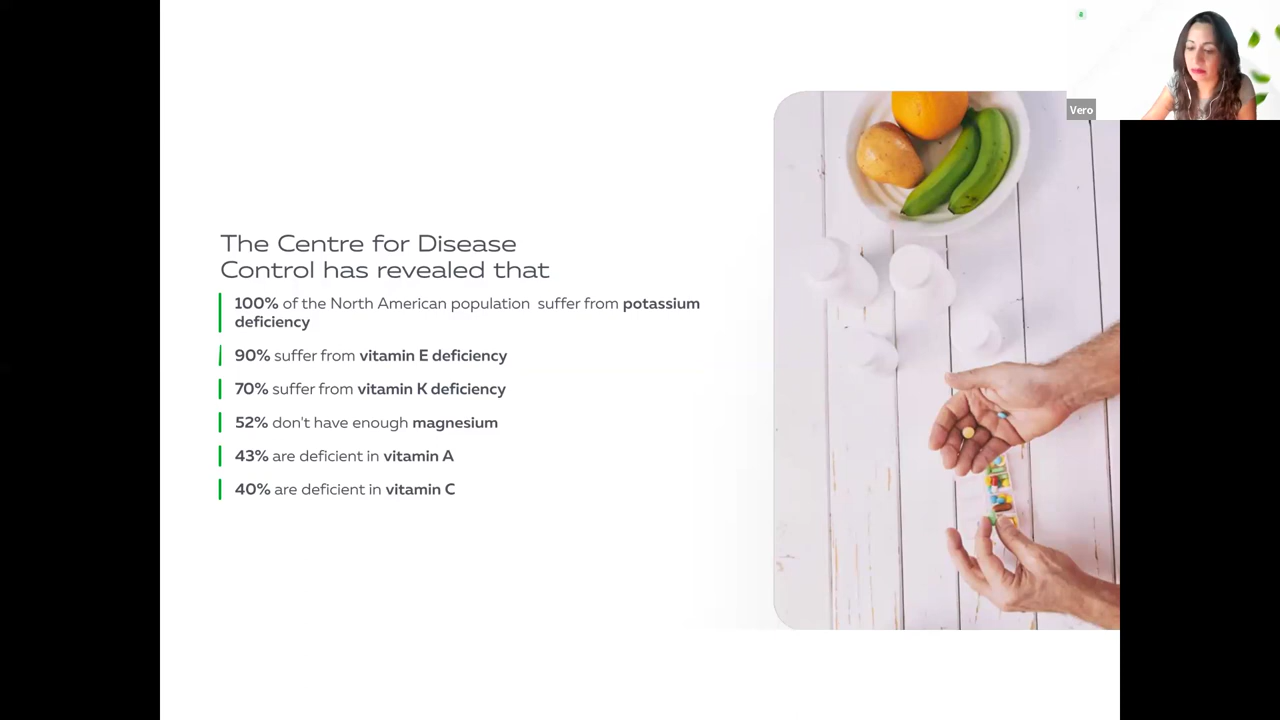 The Centre for Disease
Control has revealed that
100% of the North American population suffer from potassium
deficiency
90% suffer from vitamin E deficiency
70% suffer from vitamin K deficiency
52% don't have enough magnesium
43% are deficient in vitamin A
40% are deficient in vitamin C
Vero